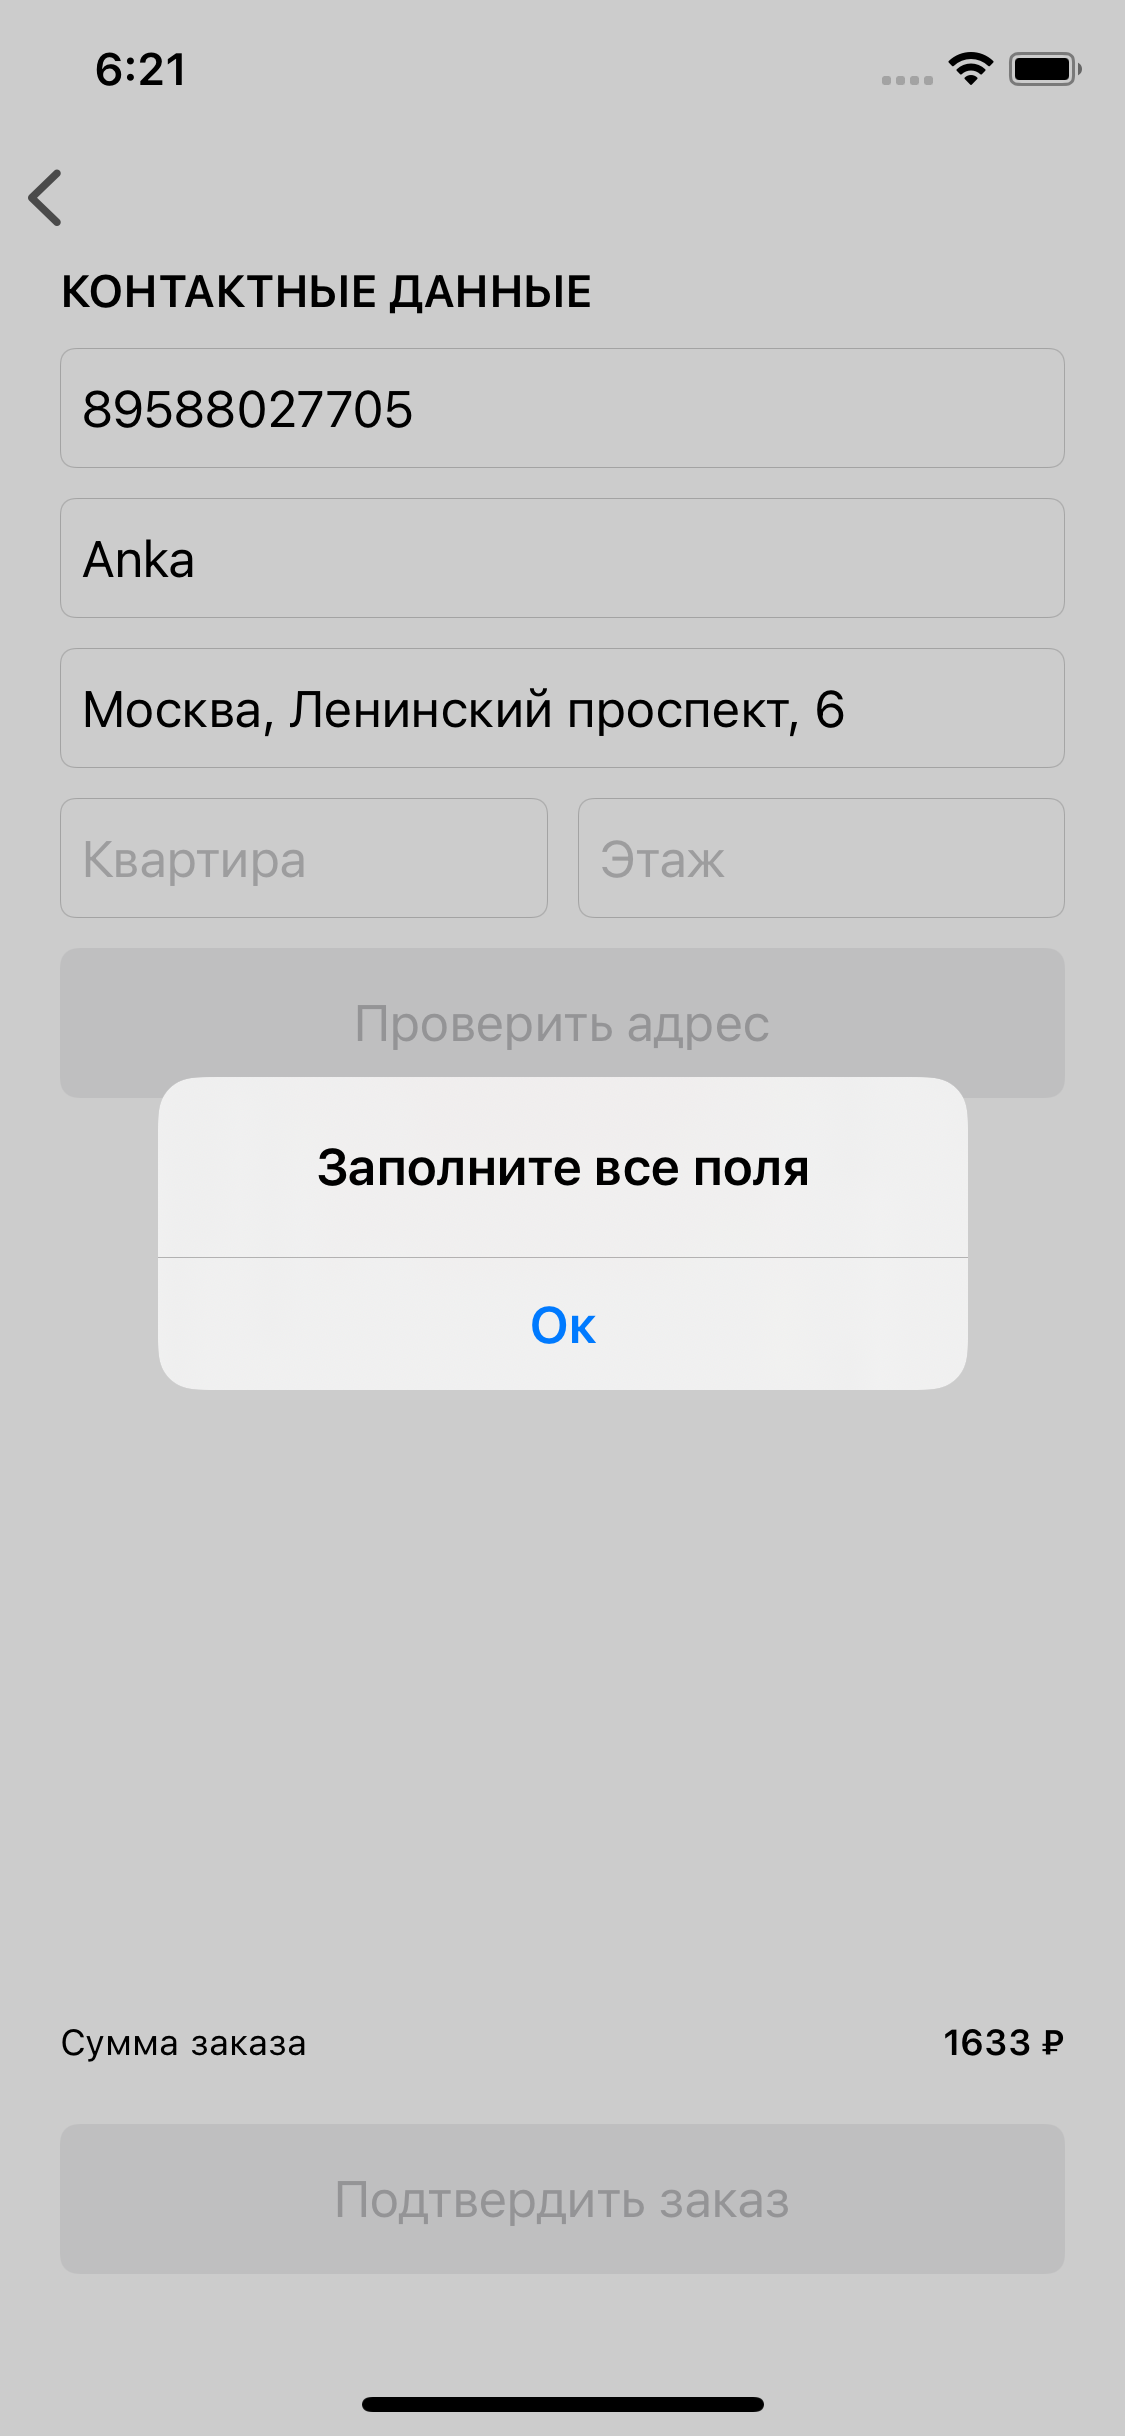 6:21
КОНТАКТНЫЕ ДАННЫЕ
89588027705
Anka
Москва, Ленинский проспект, 6
Квартира Этаж
Проверить адрес
Заполните все поля
Ок
Сумма заказа 1633 ₽
Подтвердить заказ